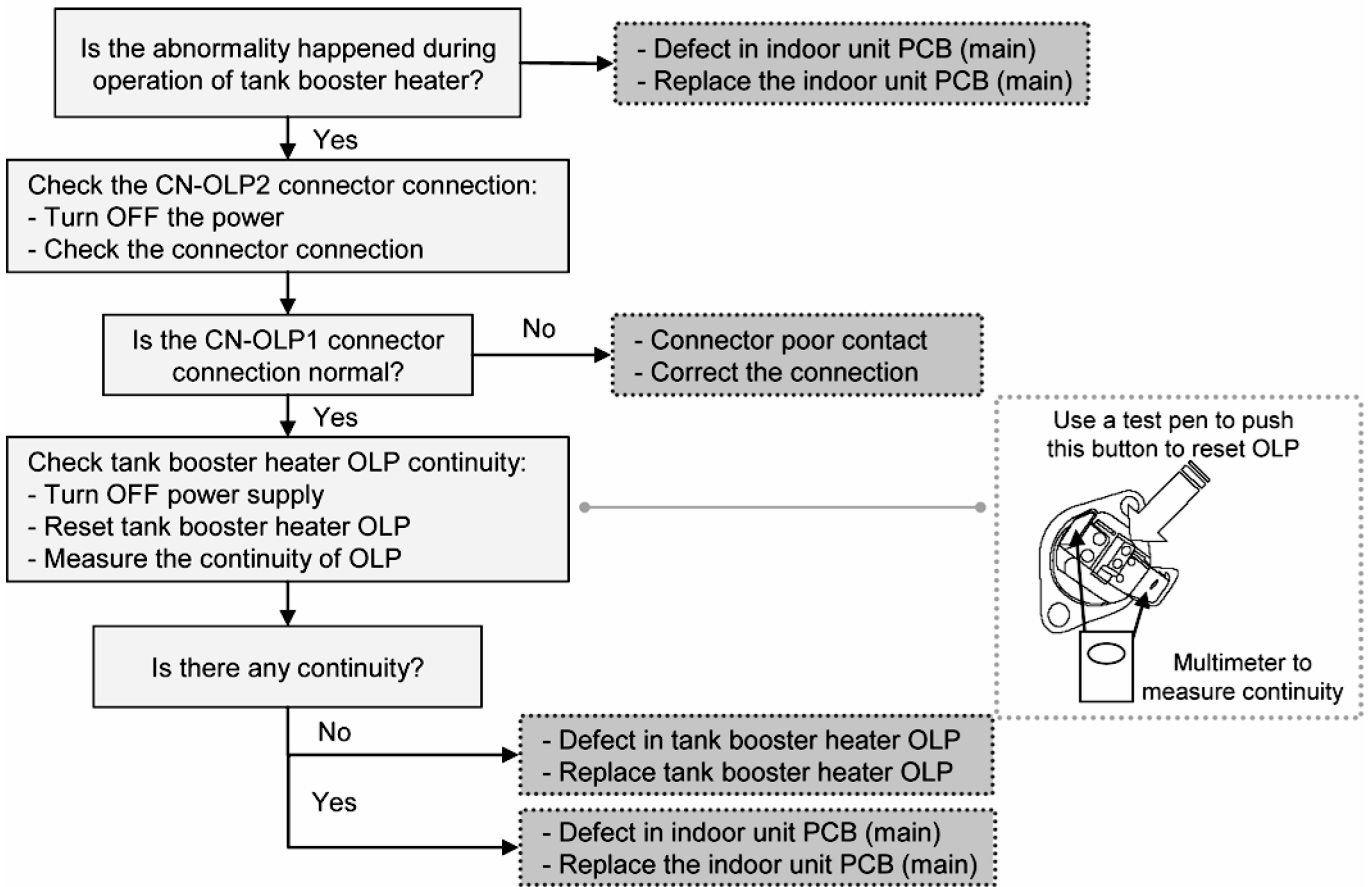 Is the abnormality happened during
operation of tank booster heater?
- Defect in indoor unit PCB (main)
- Replace the indoor unit PCB (main)
Yes
Check the CN-OLP2 connector connection:
- Turn OFF the power
- Check the connector connection
Is the CN-OLP1 connector
connection normal?
No
- Connector poor contact
- Correct the connection
Yes
Check tank booster heater OLP continuity:
- Turn OFF power supply
- Reset tank booster heater OLP
- Measure the continuity of OLP
Use a test pen to push
this button to reset OLP
Multimeter to
measure continuity
Is there any continuity?
No
- Defect in tank booster heater OLP
- Replace tank booster heater OLP
Yes
- Defect in indoor unit PCB (main)
- Replace the indoor unit PCB (main)